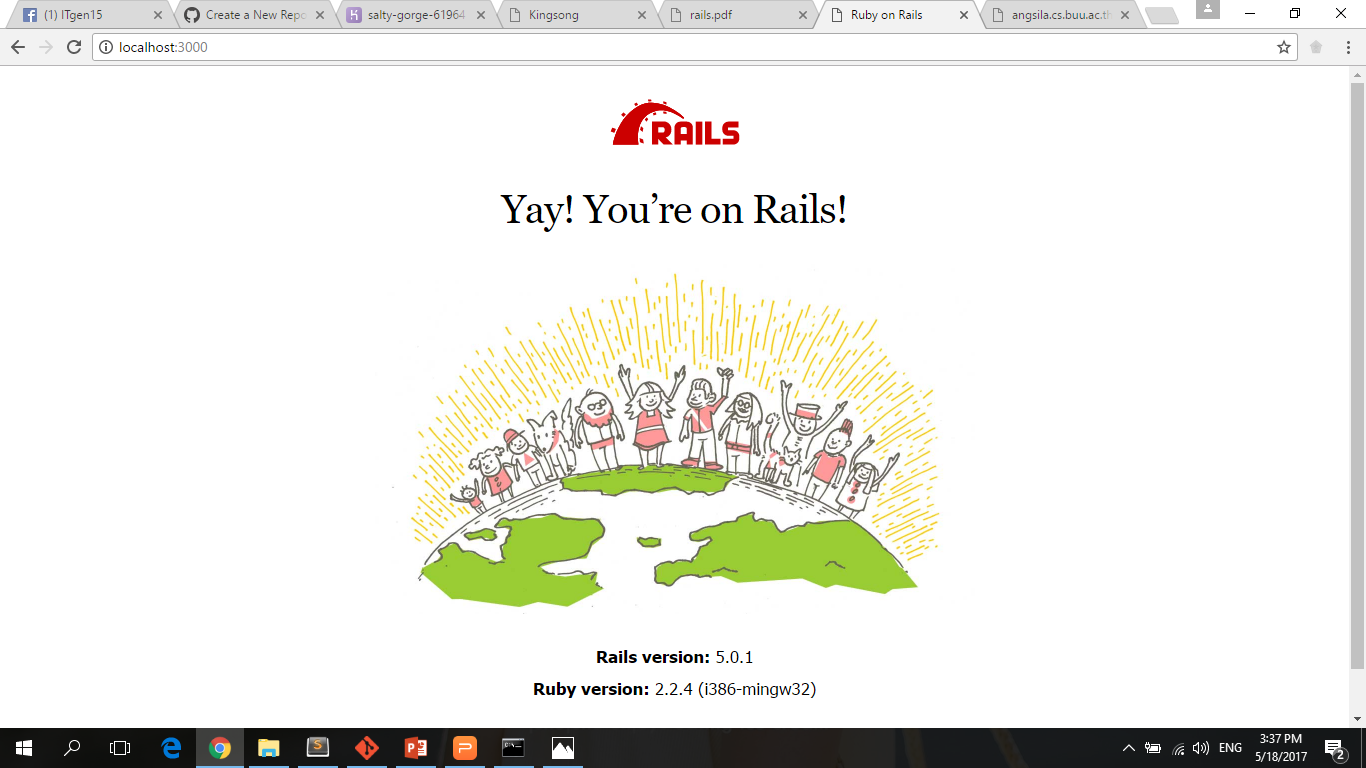 (1) ITgen15
Create a New Repo
salty-gorge-61964
Kingsong
rails.pdf
Ruby on Rails
angsila.cs.buu.ac.th
localhost:3000
RAILS
Yay! You’re on Rails!
Rails version: 5.0.1
Ruby version: 2.2.4 (i386-mingw32)
ENG
3:37 PM
5/18/2017
2